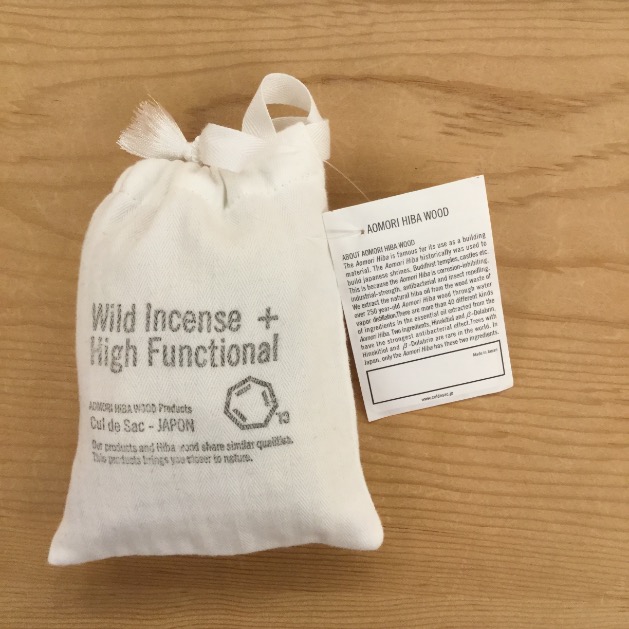 Wild Incense +
High Functional
AOMORI HIBA WOOD Products
Cul de Sac - JAPON
Our products and Hiba wood share similar qualities.
This products brings you closer to nature.
13
AOMORI HIBA WOOD
ABOUT AOMORI HIBA WOOD
The Aomori Hiba is famous for its use as a building
material. The Aomori Hiba historically was used to
build japanese shrines, Buddhist temples, castles etc.
This is because the Aomori Hiba is corrosion-inhibiting,
industrial-strength, antibacterial and insect repelling.
We extract the natural hiba oil from the wood waste of
over 250 year-old Aomori Hiba wood through water
vapor distillation. There are more than 40 different kinds
of ingredients in the essential oil extracted from the
Aomori Hiba. Two ingredients, Hinokitiol and β-Dolabrin,
have the strongest antibacterial effect. Trees with
Hinokitiol and β-Dolabrin are rare in the world. In
Japan, only the Aomori Hiba has these two ingredients.
Made in Japan